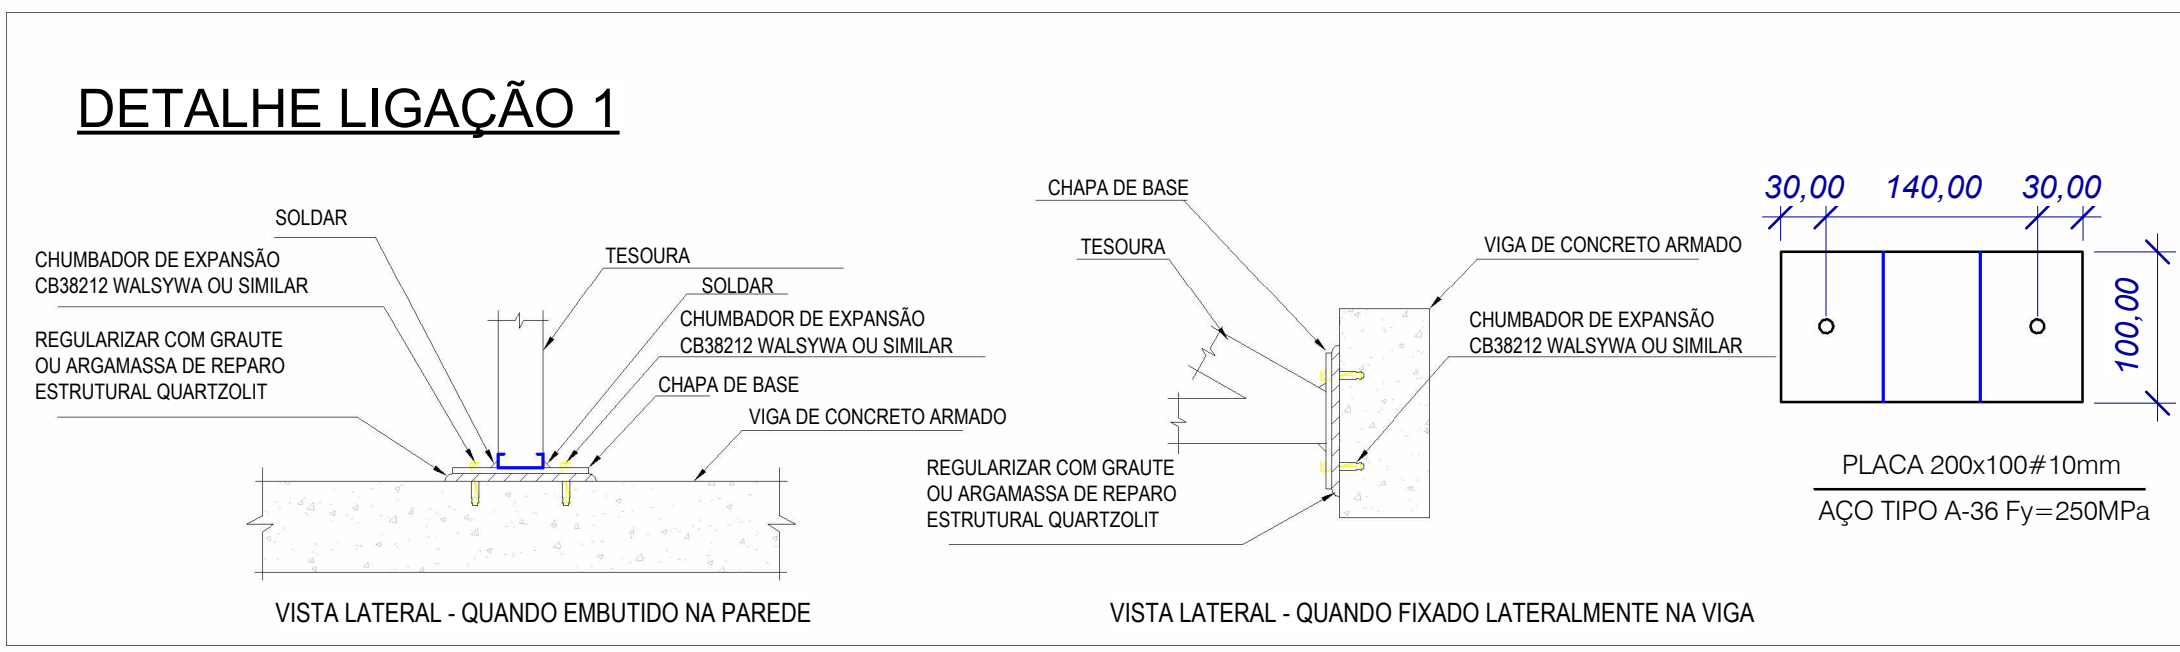 DETALHE LIGAÇÃO 1
SOLDAR
CHUMBADOR DE EXPANSÃO
CB38212 WALSYWA OU SIMILAR
REGULARIZAR COM GRAUTE
OU ARGAMASSA DE REPARO
ESTRUTURAL QUARTZOLIT
TESOURA
SOLDAR
CHUMBADOR DE EXPANSÃO
CB38212 WALSYWA OU SIMILAR
CHAPA DE BASE
VIGA DE CONCRETO ARMADO
VISTA LATERAL - QUANDO EMBUTIDO NA PAREDE
CHAPA DE BASE
TESOURA
VIGA DE CONCRETO ARMADO
CHUMBADOR DE EXPANSÃO
CB38212 WALSYWA OU SIMILAR
REGULARIZAR COM GRAUTE
OU ARGAMASSA DE REPARO
ESTRUTURAL QUARTZOLIT
VISTA LATERAL - QUANDO FIXADO LATERALMENTE NA VIGA
30,00 140,00 30,00
100,00
PLACA 200x100#10mm
AÇO TIPO A-36 Fy=250MPa